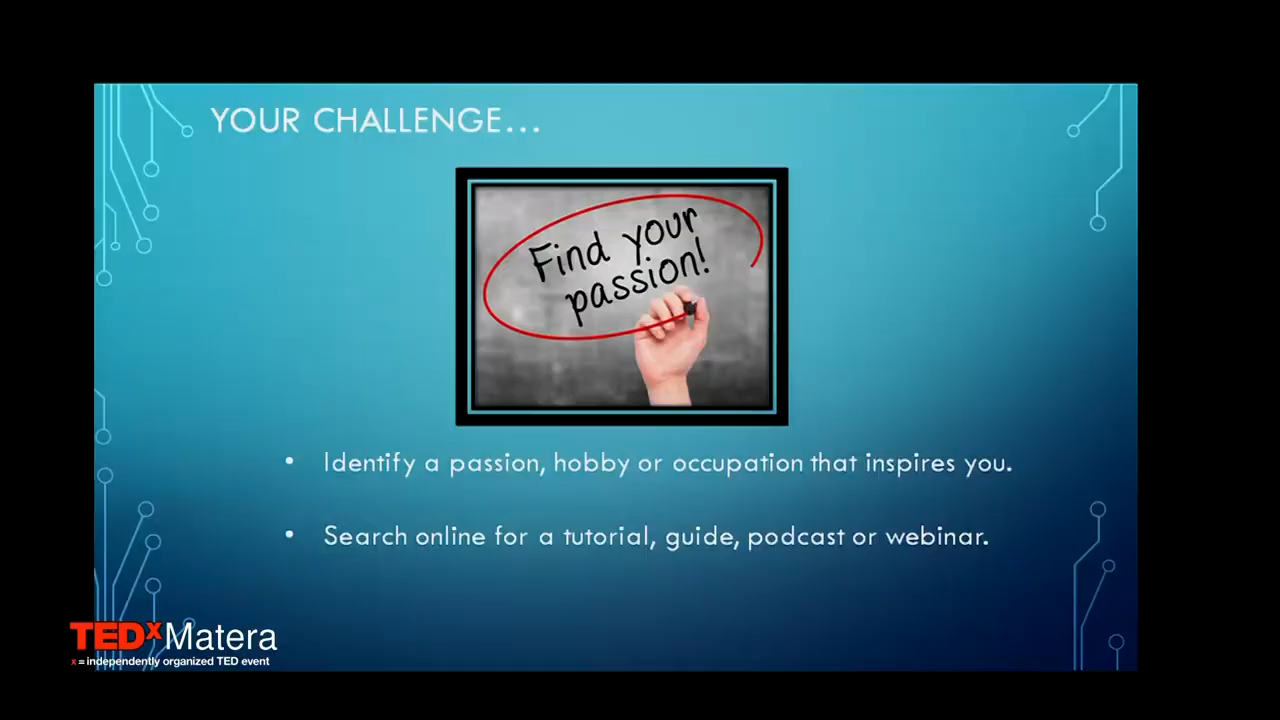 YOUR CHALLENGE...
Find your
passion!
• Identify a passion, hobby or occupation that inspires you.
• Search online for a tutorial, guide, podcast or webinar.
TEDxMatera
x = independently organized TED event